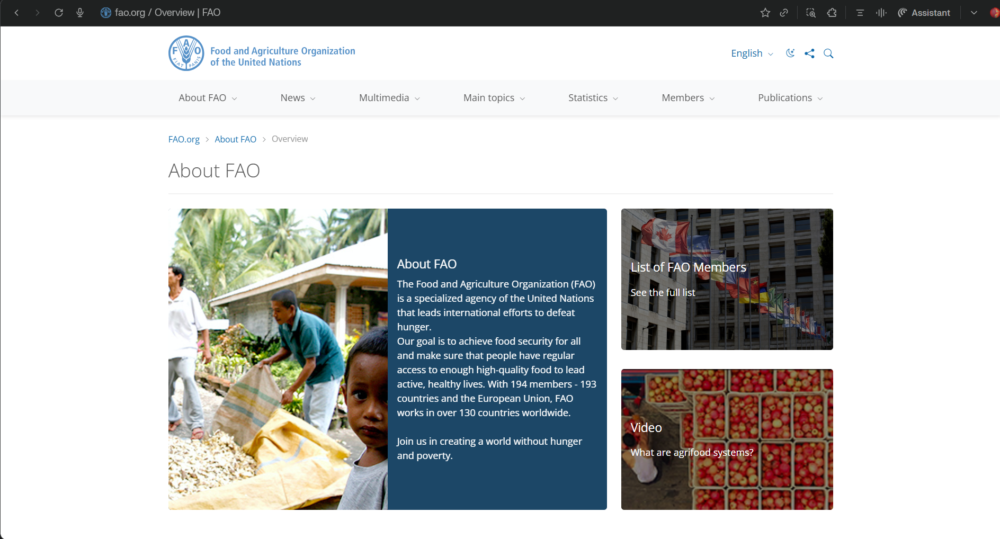 fao.org / Overview | FAO
Assistant
F A O
FIAT PANIS
Food and Agriculture Organization
of the United Nations
English
About FAO
News
Multimedia
Main topics
Statistics
Members
Publications
FAO.org > About FAO > Overview
About FAO
About FAO
The Food and Agriculture Organization (FAO)
is a specialized agency of the United Nations
that leads international efforts to defeat
hunger.
Our goal is to achieve food security for all
and make sure that people have regular
access to enough high-quality food to lead
active, healthy lives. With 194 members - 193
countries and the European Union, FAO
works in over 130 countries worldwide.
Join us in creating a world without hunger
and poverty.
List of FAO Members
See the full list
Video
What are agrifood systems?